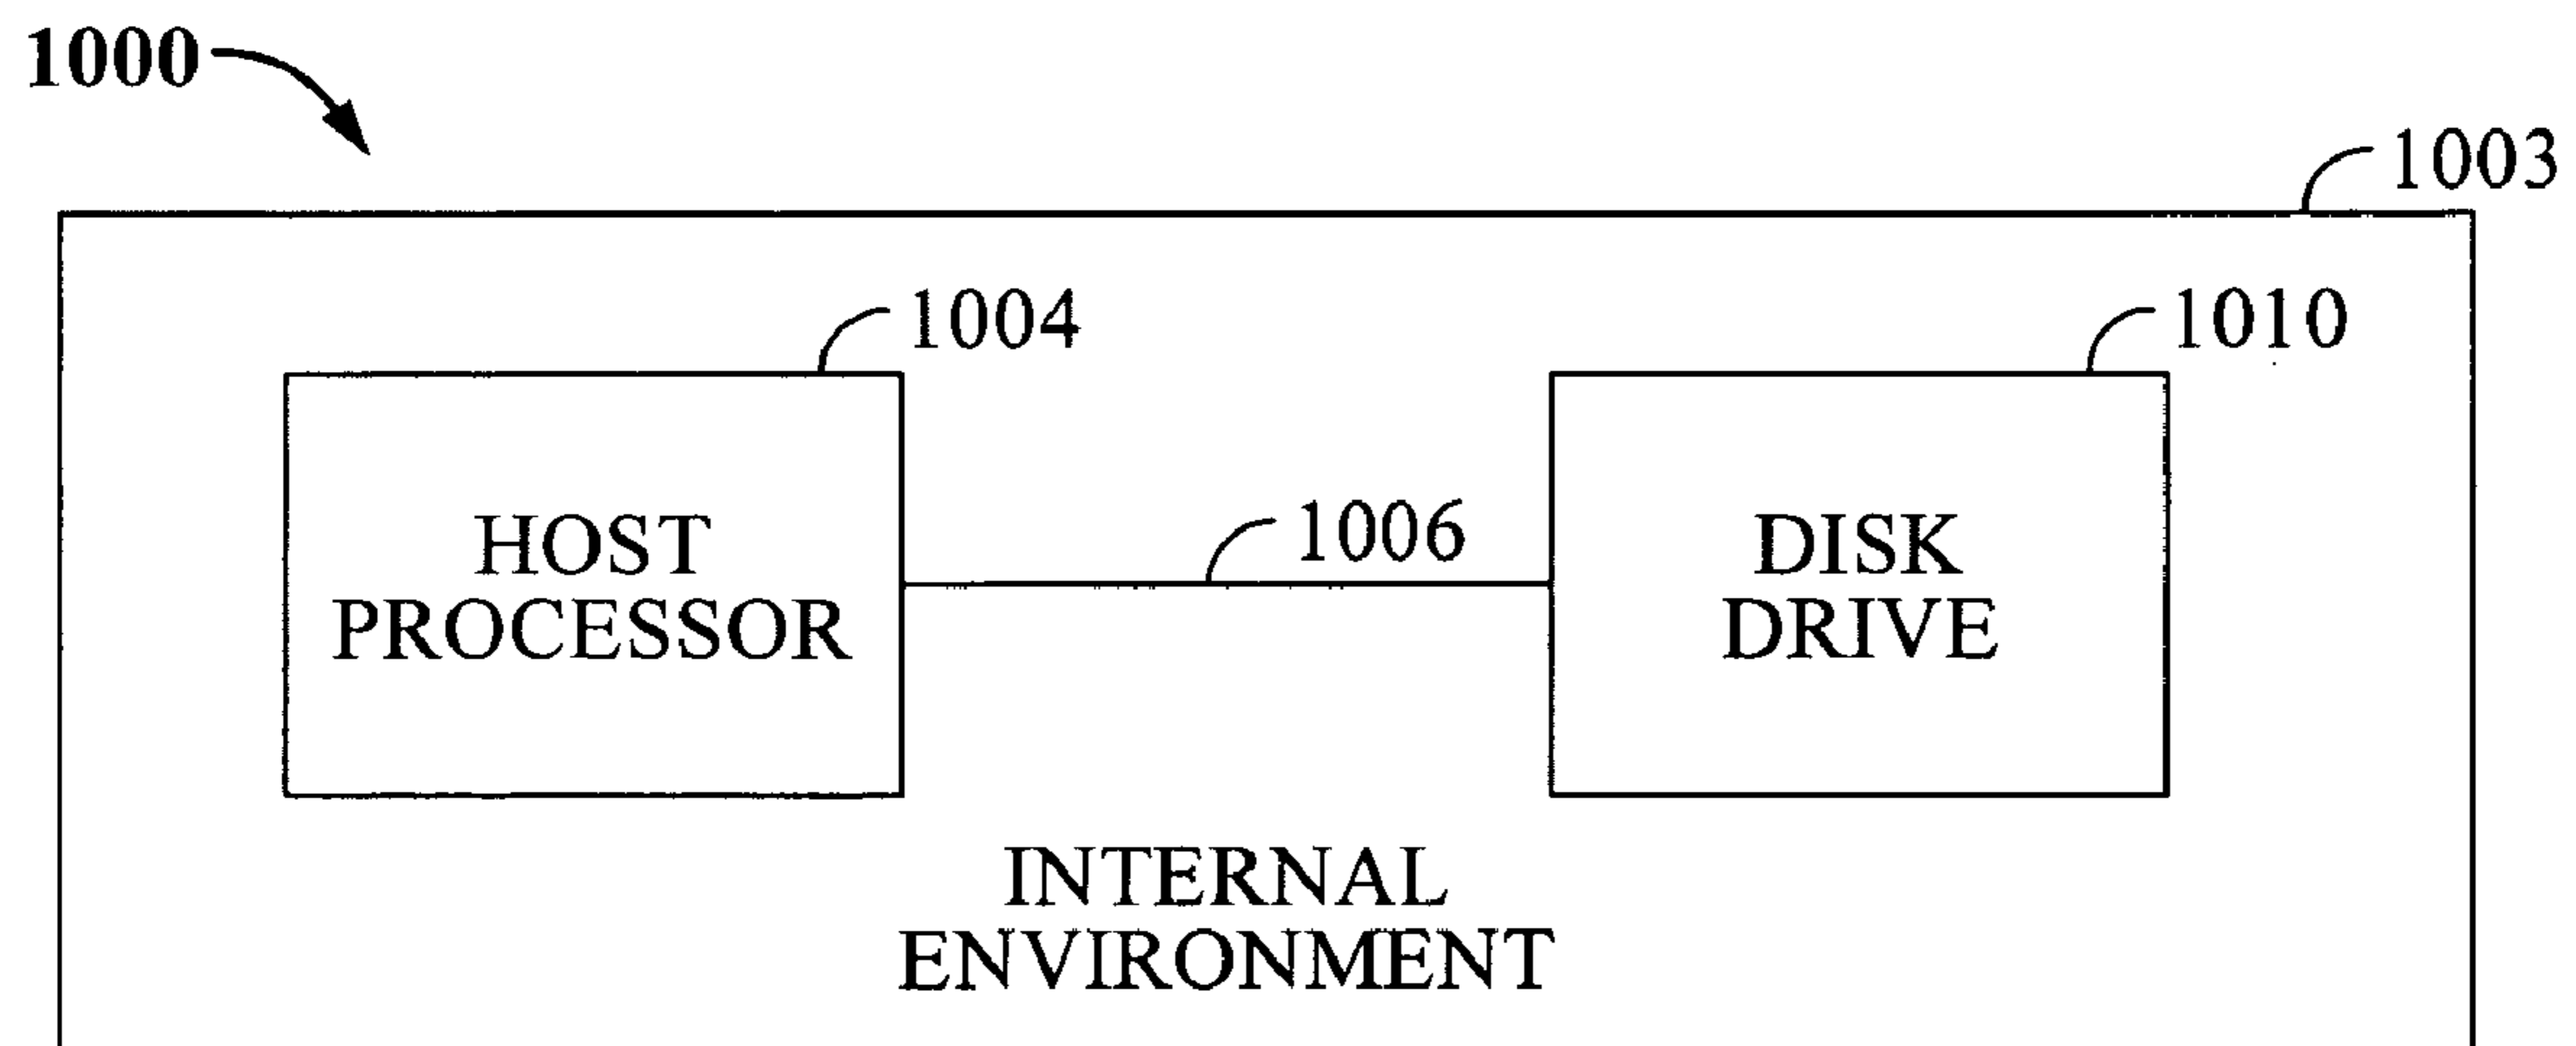 1000
1003
1004
1010
1006
HOST
PROCESSOR
DISK
DRIVE
INTERNAL
ENVIRONMENT